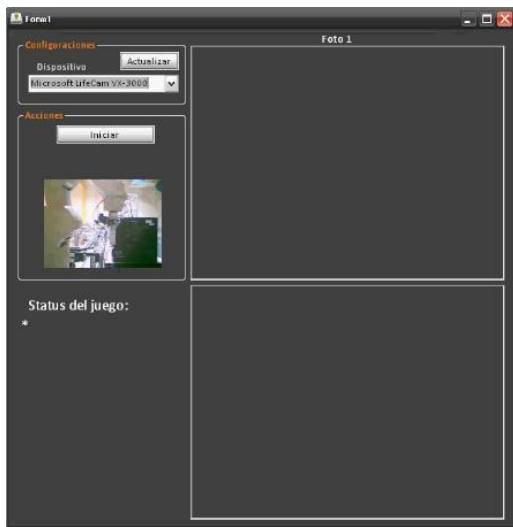 Form1
Foto 1
Configuraciones
Actualizar
Dispositivo
Microsoft LifeCam VX-3000
Acciones
Iniciar
Status del juego:
*